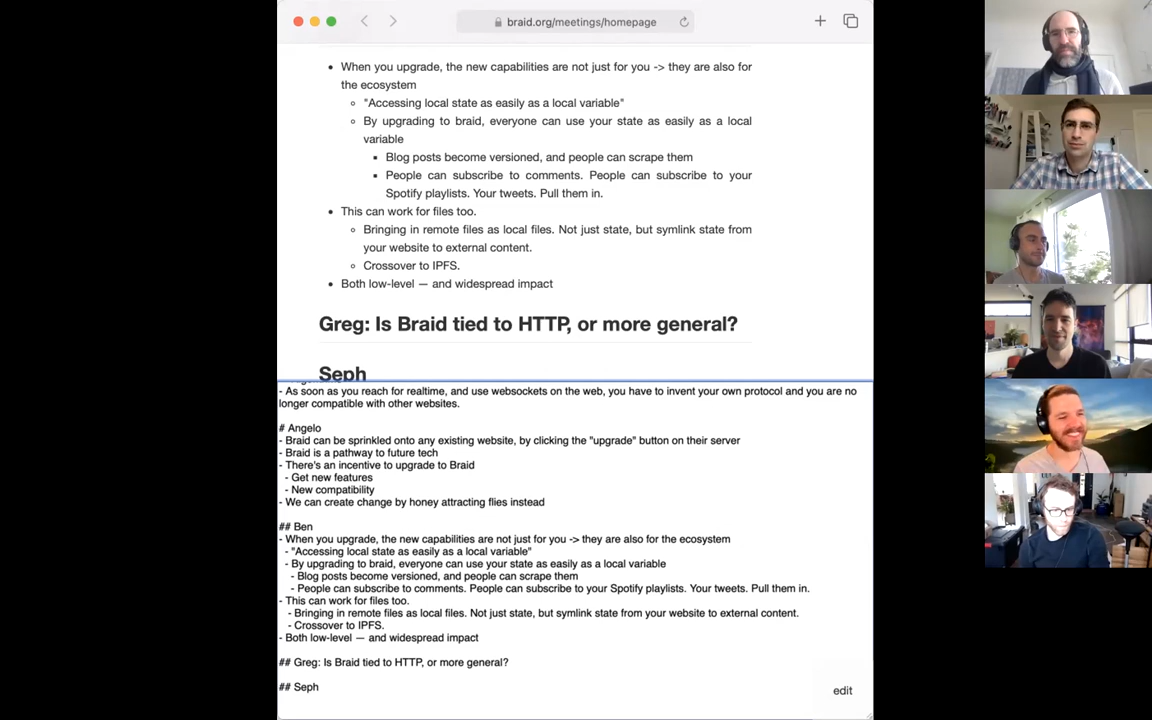 braid.org/meetings/homepage
• When you upgrade, the new capabilities are not just for you -> they are also for
the ecosystem
◦ "Accessing local state as easily as a local variable"
◦ By upgrading to braid, everyone can use your state as easily as a local
variable
▪ Blog posts become versioned, and people can scrape them
▪ People can subscribe to comments. People can subscribe to your
Spotify playlists. Your tweets. Pull them in.
• This can work for files too.
◦ Bringing in remote files as local files. Not just state, but symlink state from
your website to external content.
◦ Crossover to IPFS.
• Both low-level — and widespread impact
Greg: Is Braid tied to HTTP, or more general?
Seph
- As soon as you reach for realtime, and use websockets on the web, you have to invent your own protocol and you are no
longer compatible with other websites.
# Angelo
- Braid can be sprinkled onto any existing website, by clicking the "upgrade" button on their server
- Braid is a pathway to future tech
- There's an incentive to upgrade to Braid
- Get new features
- New compatibility
- We can create change by honey attracting flies instead
## Ben
- When you upgrade, the new capabilities are not just for you -> they are also for the ecosystem
- "Accessing local state as easily as a local variable"
- By upgrading to braid, everyone can use your state as easily as a local variable
- Blog posts become versioned, and people can scrape them
- People can subscribe to comments. People can subscribe to your Spotify playlists. Your tweets. Pull them in.
- This can work for files too.
- Bringing in remote files as local files. Not just state, but symlink state from your website to external content.
- Crossover to IPFS.
- Both low-level — and widespread impact
## Greg: Is Braid tied to HTTP, or more general?
## Seph
edit